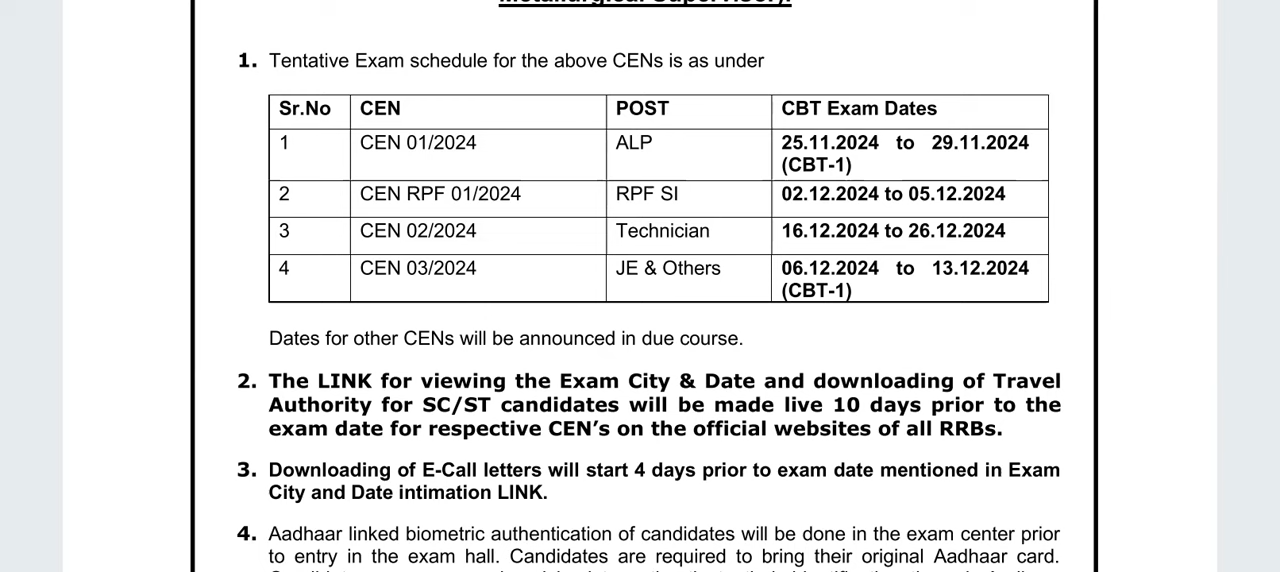 1. Tentative Exam schedule for the above CENs is as under
Sr.No CEN POST CBT Exam Dates
1 CEN 01/2024 ALP 25.11.2024 to 29.11.2024
(CBT-1)
2 CEN RPF 01/2024 RPF SI 02.12.2024 to 05.12.2024
3 CEN 02/2024 Technician 16.12.2024 to 26.12.2024
4 CEN 03/2024 JE & Others 06.12.2024 to 13.12.2024
(CBT-1)
Dates for other CENs will be announced in due course.
2. The LINK for viewing the Exam City & Date and downloading of Travel
Authority for SC/ST candidates will be made live 10 days prior to the
exam date for respective CEN’s on the official websites of all RRBs.
3. Downloading of E-Call letters will start 4 days prior to exam date mentioned in Exam
City and Date intimation LINK.
4. Aadhaar linked biometric authentication of candidates will be done in the exam center prior
to entry in the exam hall. Candidates are required to bring their original Aadhaar card.